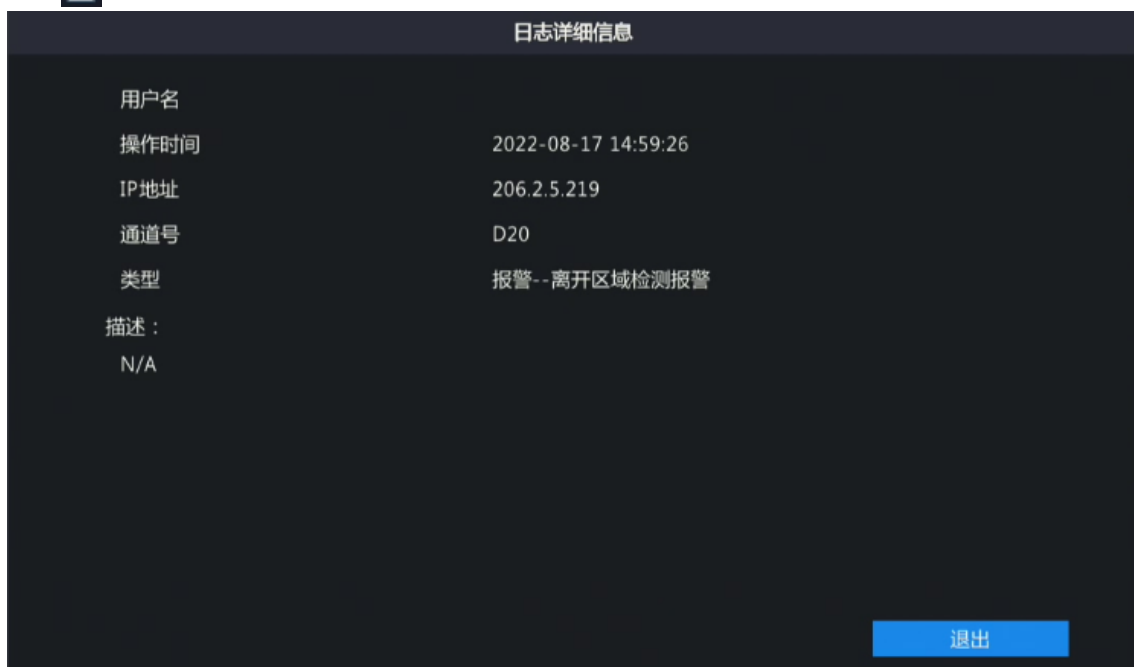 日志详细信息
用户名
操作时间 2022-08-17 14:59:26
IP地址 206.2.5.219
通道号 D20
类型 报警--离开区域检测报警
描述：
N/A
退出